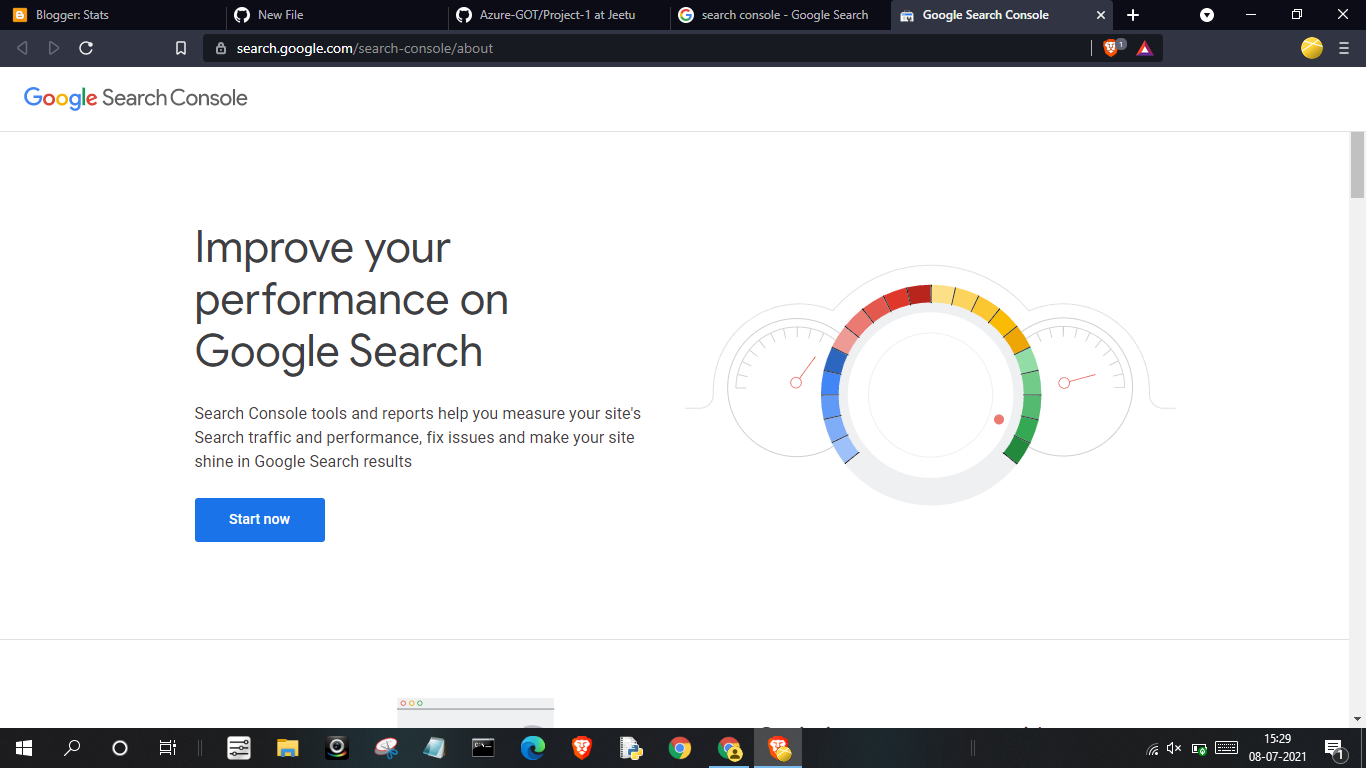 Blogger: Stats
New File
Azure-GOT/Project-1 at Jeetu
search console - Google Search
Google Search Console
search.google.com/search-console/about
1
Google Search Console
Improve your
performance on
Google Search
Search Console tools and reports help you measure your site's
Search traffic and performance, fix issues and make your site
shine in Google Search results
Start now
15:29
08-07-2021
1